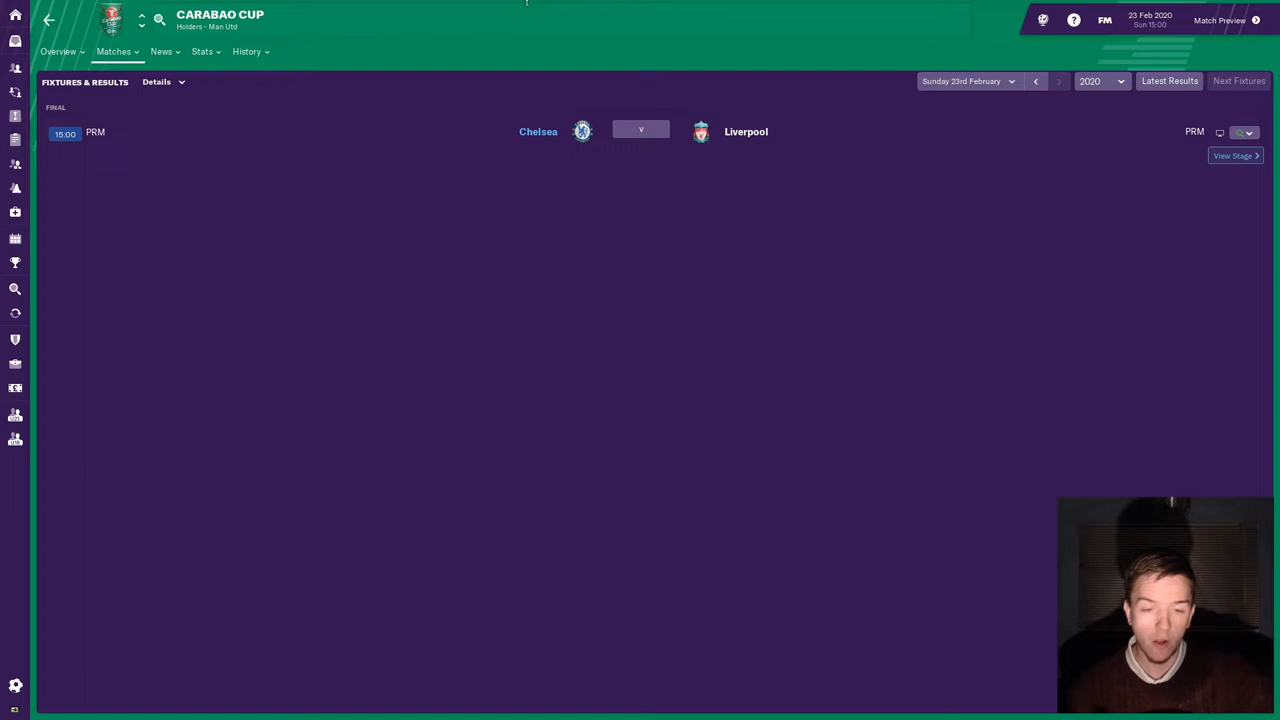 CARABAO CUP
Holders - Man Utd
FM
23 Feb 2020
Sun 15:00
Match Preview
Overview
Matches
News
Stats
History
FIXTURES & RESULTS
Details
Sunday 23rd February
2020
Latest Results
Next Fixtures
FINAL
15:00
PRM
Chelsea
v
Liverpool
PRM
View Stage
U23
U18